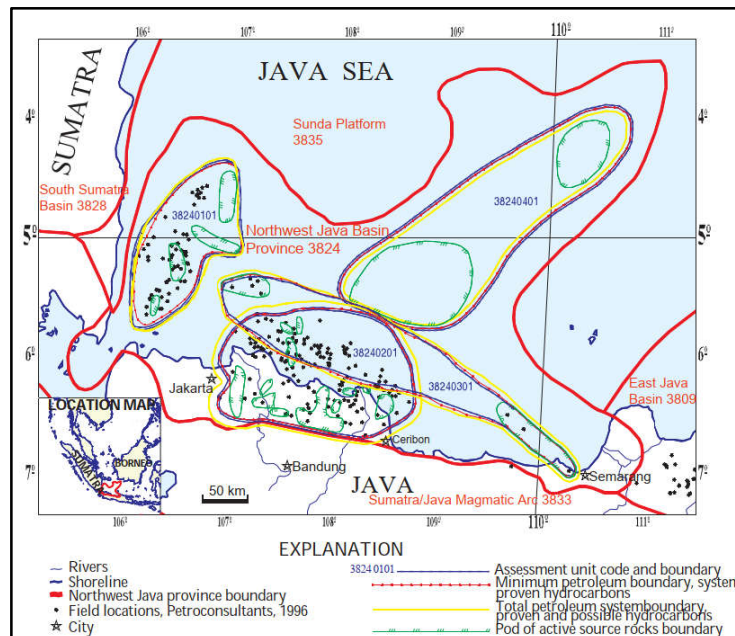 106° 107° 108° 109° 110° 111°
JAVA SEA
SUMATRA
4°
4°
Sunda Platform
3835
South Sumatra
Basin 3828
38240101
38240401
Northwest Java Basin
Province 3824
5°
5°
6°
6°
38240201
38240301
Jakarta
East Java
Basin 3809
LOCATION MAP
BORNEO
SUMATRA
Ceribon
Bandung
Semarang
7°
7°
50 km
JAVA
Sumatra/Java Magmatic Arc 3833
106° 107° 108° 109° 110° 111°
EXPLANATION
Rivers
Shoreline
Northwest Java province boundary
Field locations, Petroconsultants, 1996
City
38240101 Assessment unit code and boundary
Minimum petroleum boundary, system
proven hydrocarbons
Total petroleum systemboundary,
proven and possible hydrocarbons
Pod of active source rocks boundary